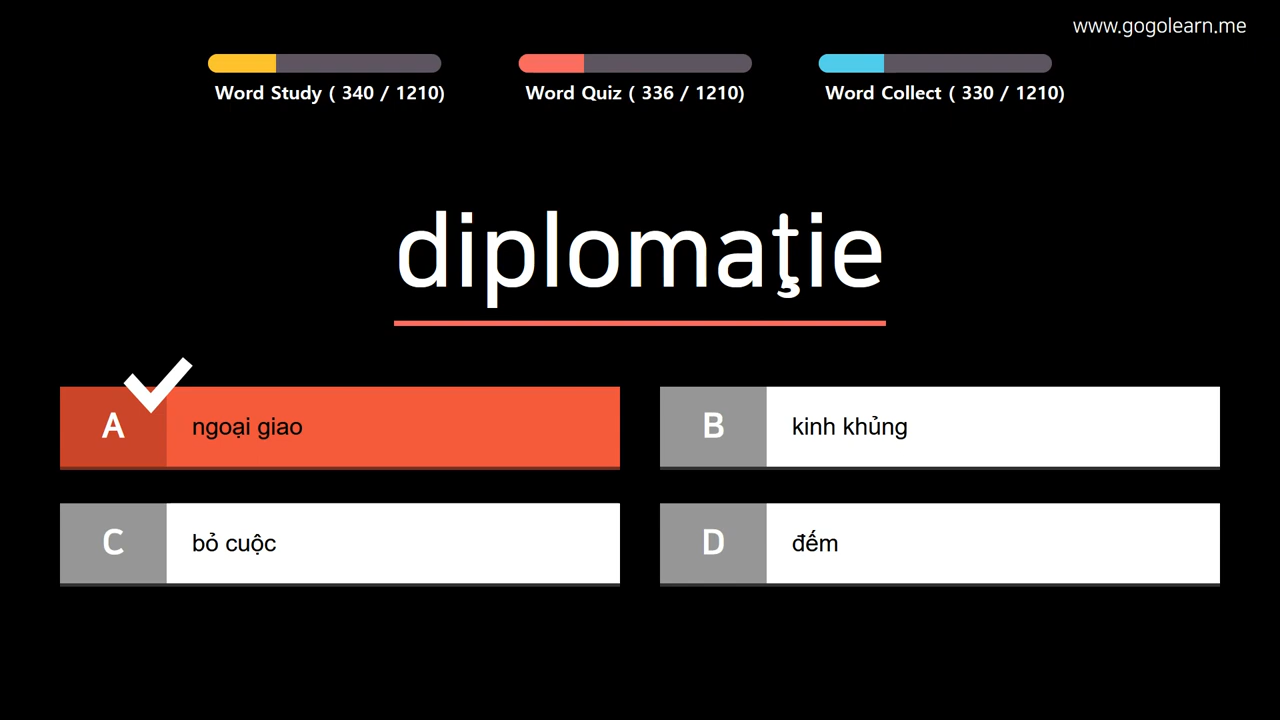 www.gogolearn.me
Word Study ( 340 / 1210)
Word Quiz ( 336 / 1210)
Word Collect ( 330 / 1210)
diplomaţie
A ngoại giao
B kinh khủng
C bỏ cuộc
D đếm